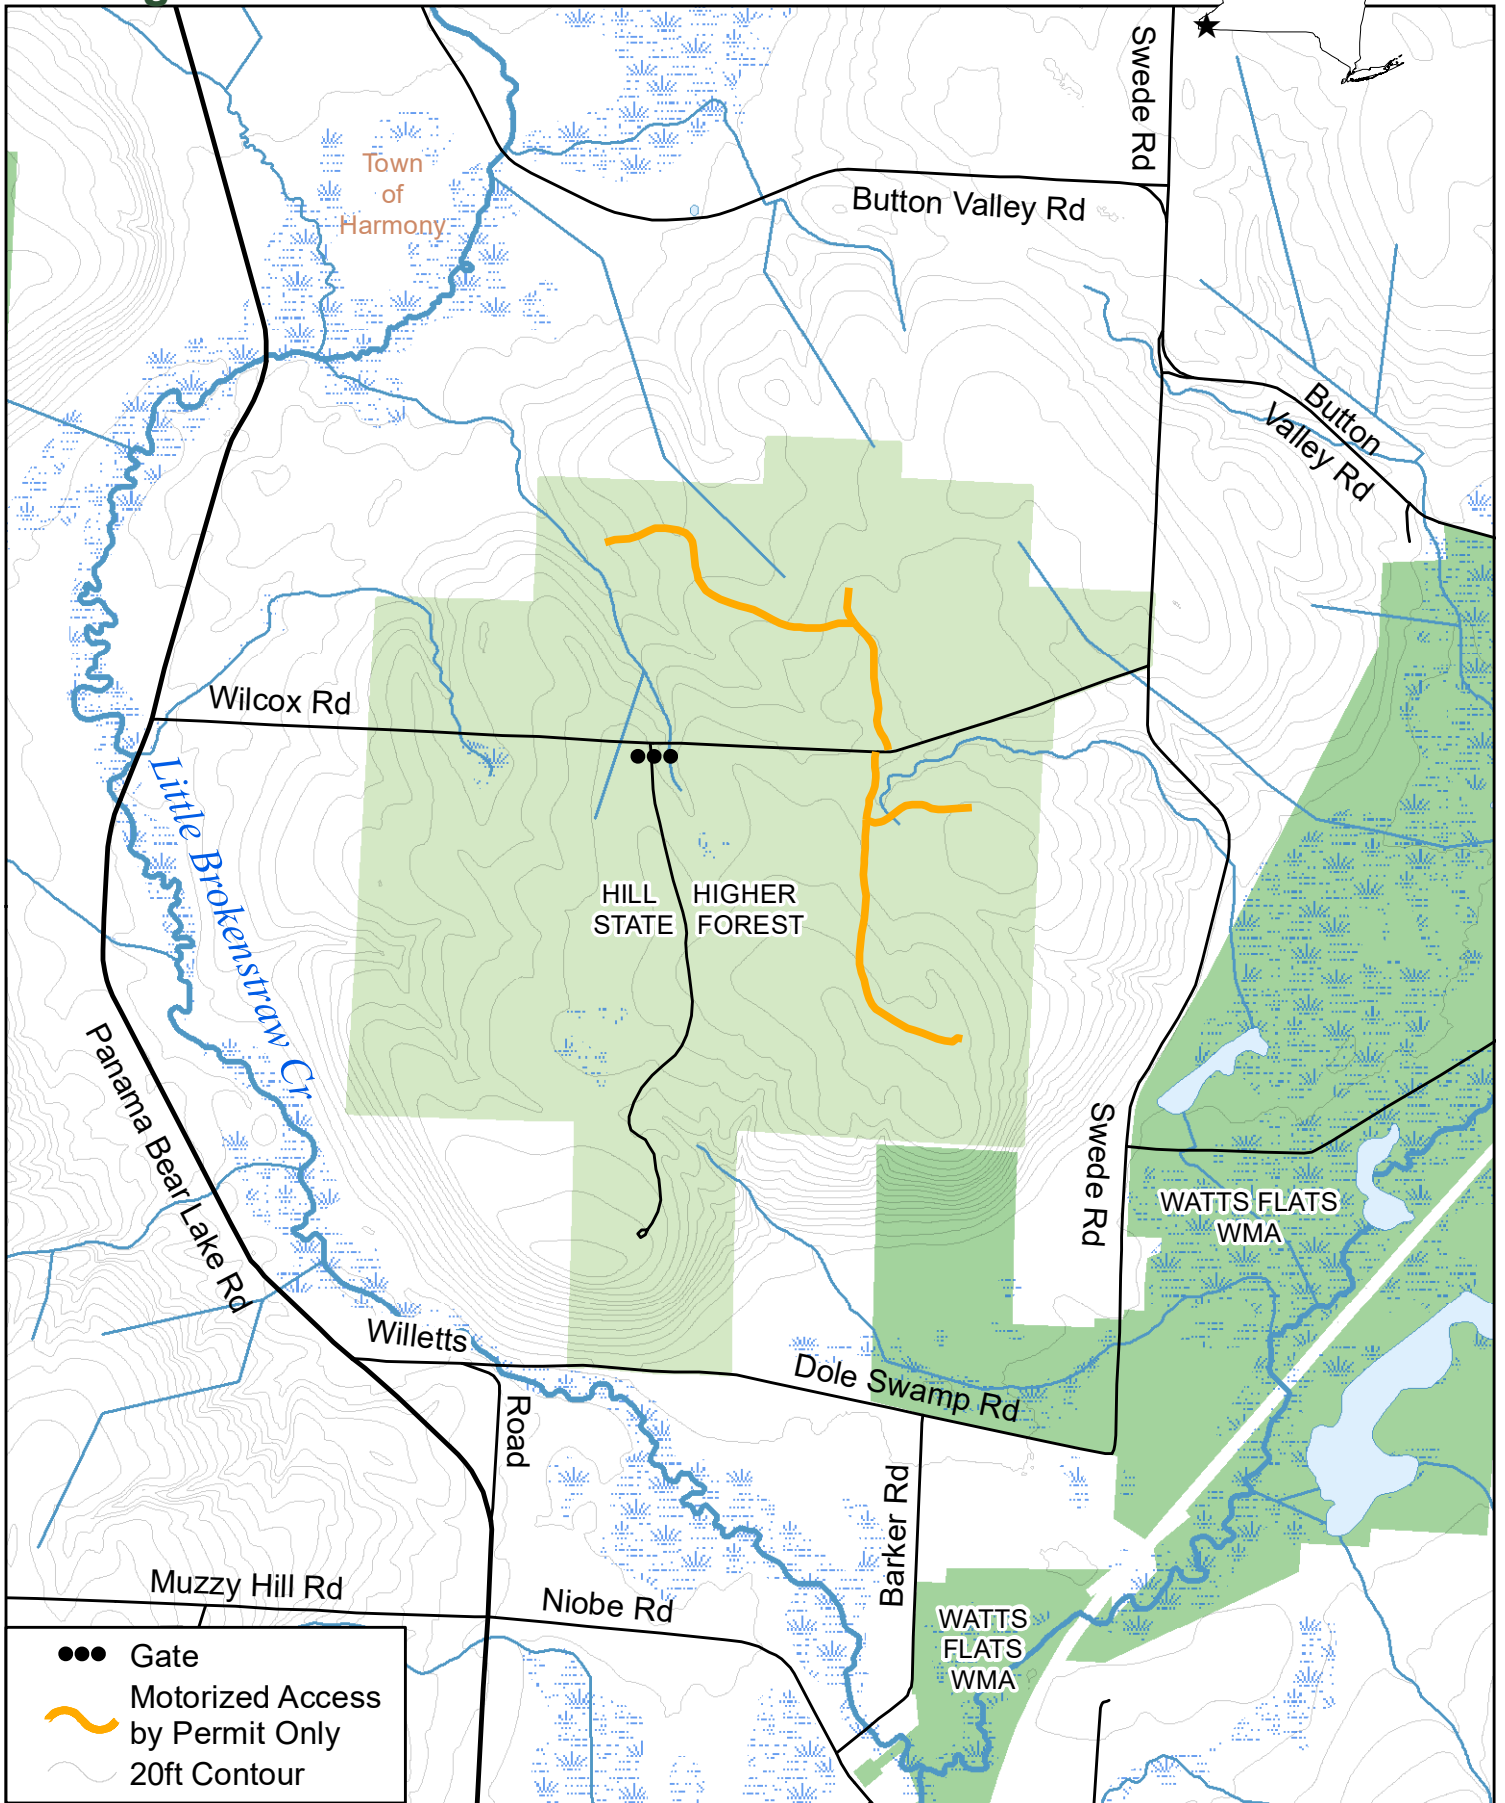 Swede Rd
Town
of
Harmony
Button Valley Rd
Button
Valley Rd
Wilcox Rd
Little Brokenstraw Cr
HILL HIGHER
STATE FOREST
Panama Bear Lake Rd
Swede Rd
WATTS FLATS
WMA
Willetts
Road
Dole Swamp Rd
Barker Rd
Muzzy Hill Rd
Niobe Rd
WATTS
FLATS
WMA
Gate
Motorized Access
by Permit Only
20ft Contour